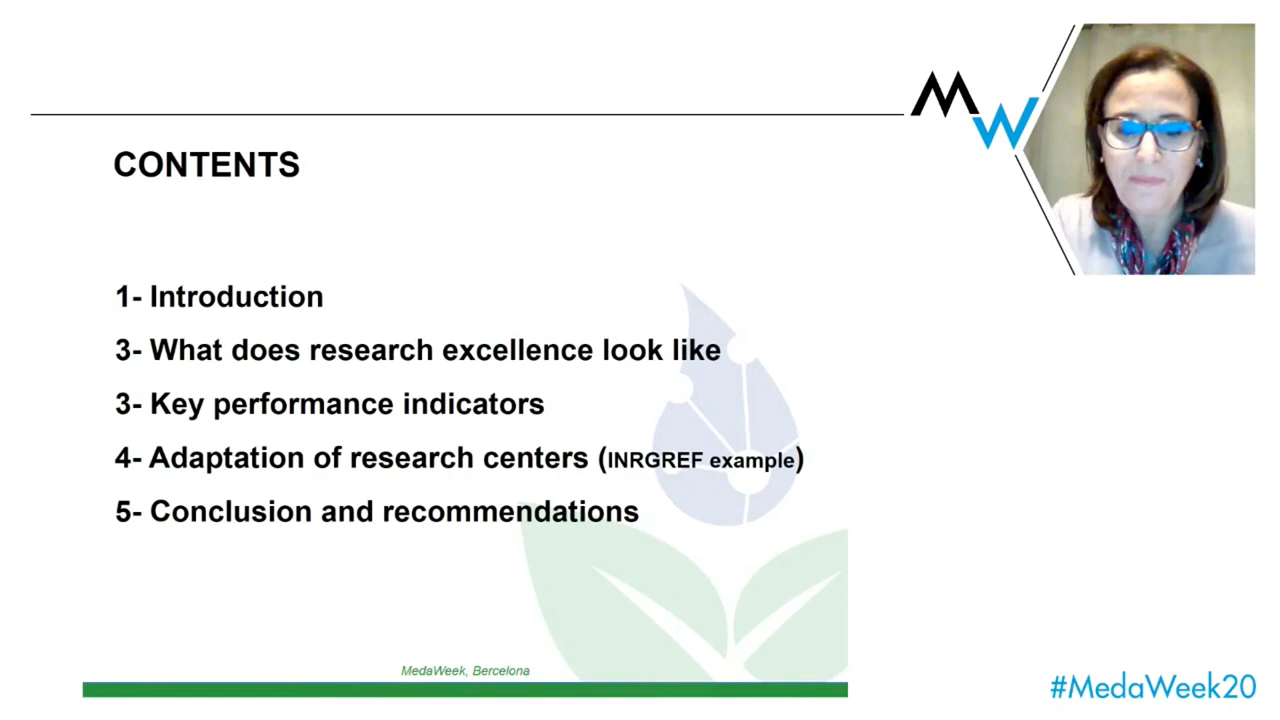 MW
CONTENTS
1- Introduction
3- What does research excellence look like
3- Key performance indicators
4- Adaptation of research centers (INRGREF example)
5- Conclusion and recommendations
MedaWeek, Bercelona
#MedaWeek20